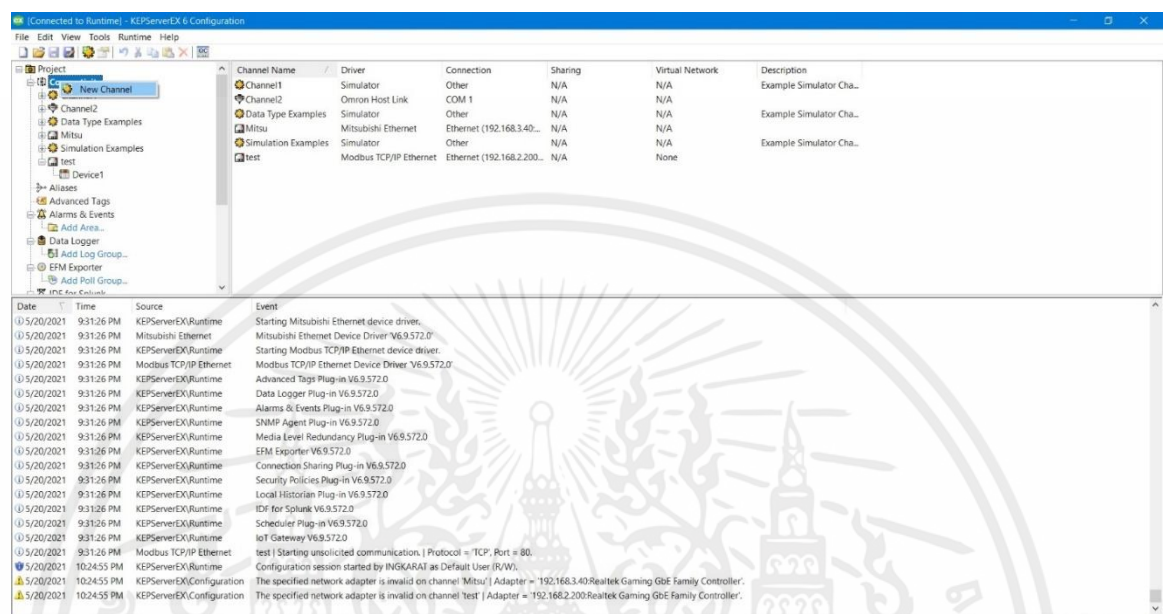 [Connected to Runtime] - KEPServerEX 6 Configuration
File Edit View Tools Runtime Help
Project
New Channel
Channel2
Data Type Examples
Mitsu
Simulation Examples
test
Device1
Aliases
Advanced Tags
Alarms & Events
Add Area...
Data Logger
Add Log Group...
EFM Exporter
Add Poll Group...
IDF for Splunk
Channel Name Driver Connection Sharing Virtual Network Description
Channel1 Simulator Other N/A N/A Example Simulator Cha...
Channel2 Omron Host Link COM 1 N/A N/A
Data Type Examples Simulator Other N/A N/A Example Simulator Cha...
Mitsu Mitsubishi Ethernet Ethernet (192.168.3.40:... N/A N/A
Simulation Examples Simulator Other N/A N/A Example Simulator Cha...
test Modbus TCP/IP Ethernet Ethernet (192.168.2.200... N/A None
Date Time Source Event
5/20/2021 9:31:26 PM KEPServerEX\Runtime Starting Mitsubishi Ethernet device driver.
5/20/2021 9:31:26 PM Mitsubishi Ethernet Mitsubishi Ethernet Device Driver 'V6.9.572.0'
5/20/2021 9:31:26 PM KEPServerEX\Runtime Starting Modbus TCP/IP Ethernet device driver.
5/20/2021 9:31:26 PM Modbus TCP/IP Ethernet Modbus TCP/IP Ethernet Device Driver 'V6.9.572.0'
5/20/2021 9:31:26 PM KEPServerEX\Runtime Advanced Tags Plug-in V6.9.572.0
5/20/2021 9:31:26 PM KEPServerEX\Runtime Data Logger Plug-in V6.9.572.0
5/20/2021 9:31:26 PM KEPServerEX\Runtime Alarms & Events Plug-in V6.9.572.0
5/20/2021 9:31:26 PM KEPServerEX\Runtime SNMP Agent Plug-in V6.9.572.0
5/20/2021 9:31:26 PM KEPServerEX\Runtime Media Level Redundancy Plug-in V6.9.572.0
5/20/2021 9:31:26 PM KEPServerEX\Runtime EFM Exporter V6.9.572.0
5/20/2021 9:31:26 PM KEPServerEX\Runtime Connection Sharing Plug-in V6.9.572.0
5/20/2021 9:31:26 PM KEPServerEX\Runtime Security Policies Plug-in V6.9.572.0
5/20/2021 9:31:26 PM KEPServerEX\Runtime Local Historian Plug-in V6.9.572.0
5/20/2021 9:31:26 PM KEPServerEX\Runtime IDF for Splunk V6.9.572.0
5/20/2021 9:31:26 PM KEPServerEX\Runtime Scheduler Plug-in V6.9.572.0
5/20/2021 9:31:26 PM KEPServerEX\Runtime IoT Gateway V6.9.572.0
5/20/2021 9:31:26 PM Modbus TCP/IP Ethernet test | Starting unsolicited communication. | Protocol = 'TCP', Port = 80.
5/20/2021 10:24:55 PM KEPServerEX\Runtime Configuration session started by INGKARAT as Default User (R/W).
5/20/2021 10:24:55 PM KEPServerEX\Configuration The specified network adapter is invalid on channel 'Mitsu' | Adapter = '192.168.3.40:Realtek Gaming GbE Family Controller'.
5/20/2021 10:24:55 PM KEPServerEX\Configuration The specified network adapter is invalid on channel 'test' | Adapter = '192.168.2.200:Realtek Gaming GbE Family Controller'.